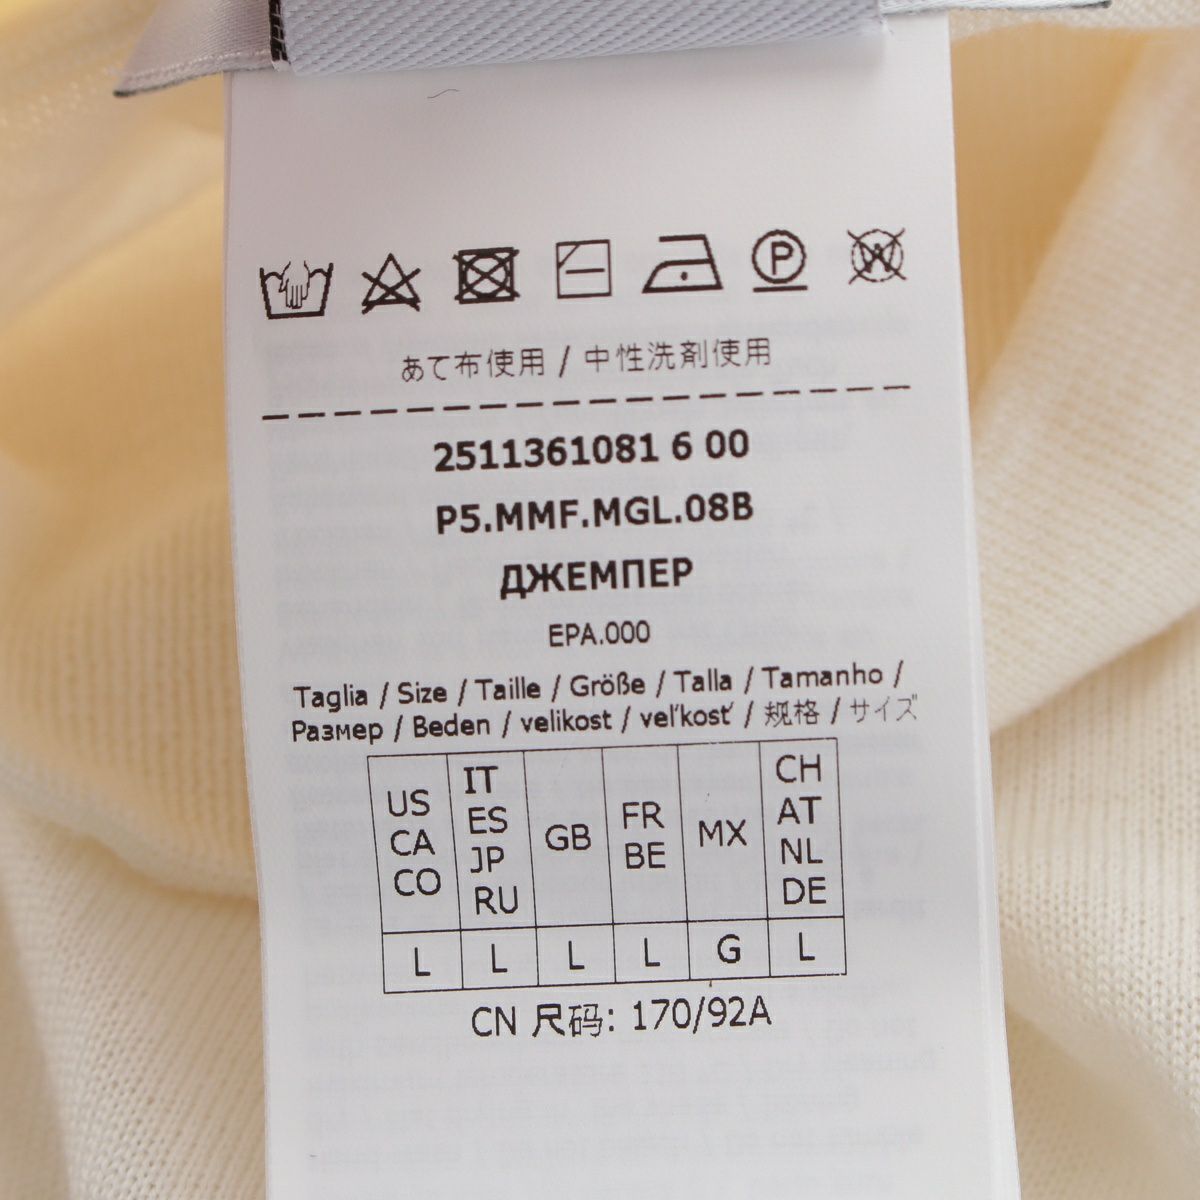 P
W
あて布使用 / 中性洗剤使用
2511361081 6 00
P5.MMF.MGL.08B
ДЖЕМПЕР
EPA.000
Taglia / Size / Taille / Größe / Talla / Tamanho /
Размер / Beden / velikost / veľkosť / 规格 / サイズ
US CA CO
IT ES JP RU
GB
FR BE
MX
CH AT NL DE
L L L L G L
CN 尺码: 170/92A